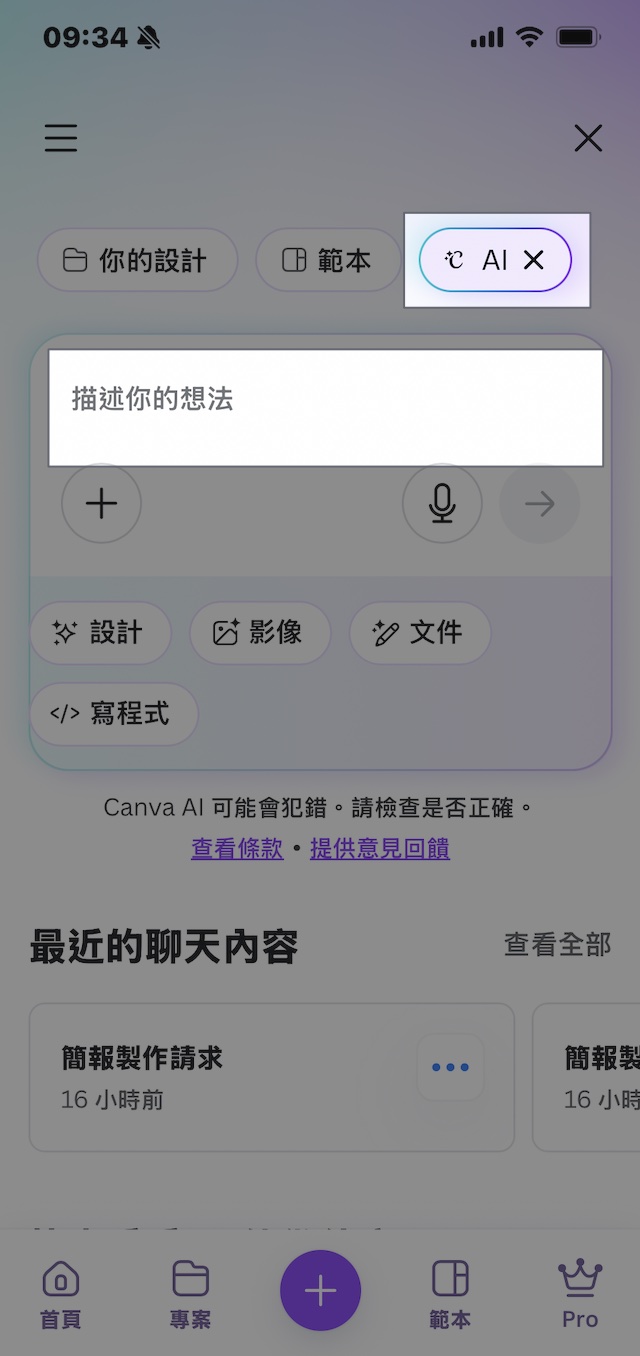 09:34
你的設計
範本
AI
描述你的想法
設計
影像
文件
</> 寫程式
Canva AI 可能會犯錯。請檢查是否正確。
查看條款 • 提供意見回饋
最近的聊天內容
查看全部
簡報製作請求
16 小時前
簡報製
16 小時
首頁
專案
範本
Pro